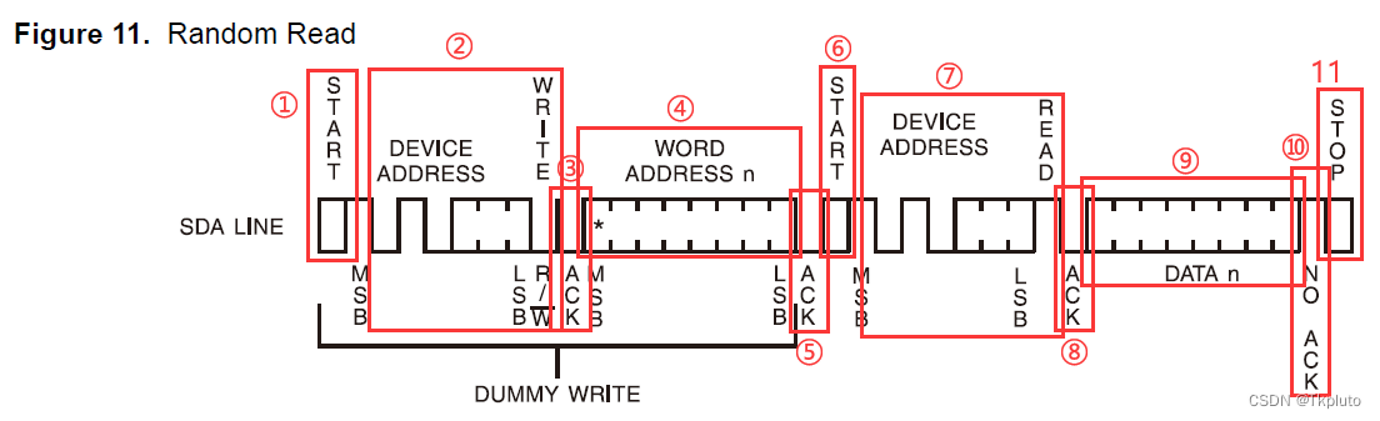 Figure 11. Random Read
② ⑥ 11
① START WRITE START ⑦ STOP
④ READ
DEVICE ADDRESS ③ WORD ADDRESS n DEVICE ADDRESS ⑨ ⑩
SDA LINE *
MSB LSB R/W ACK MSB LSB ACK MSB LSB ACK DATA n NO ACK
⑤ ⑧
DUMMY WRITE
CSDN @Tkpluto